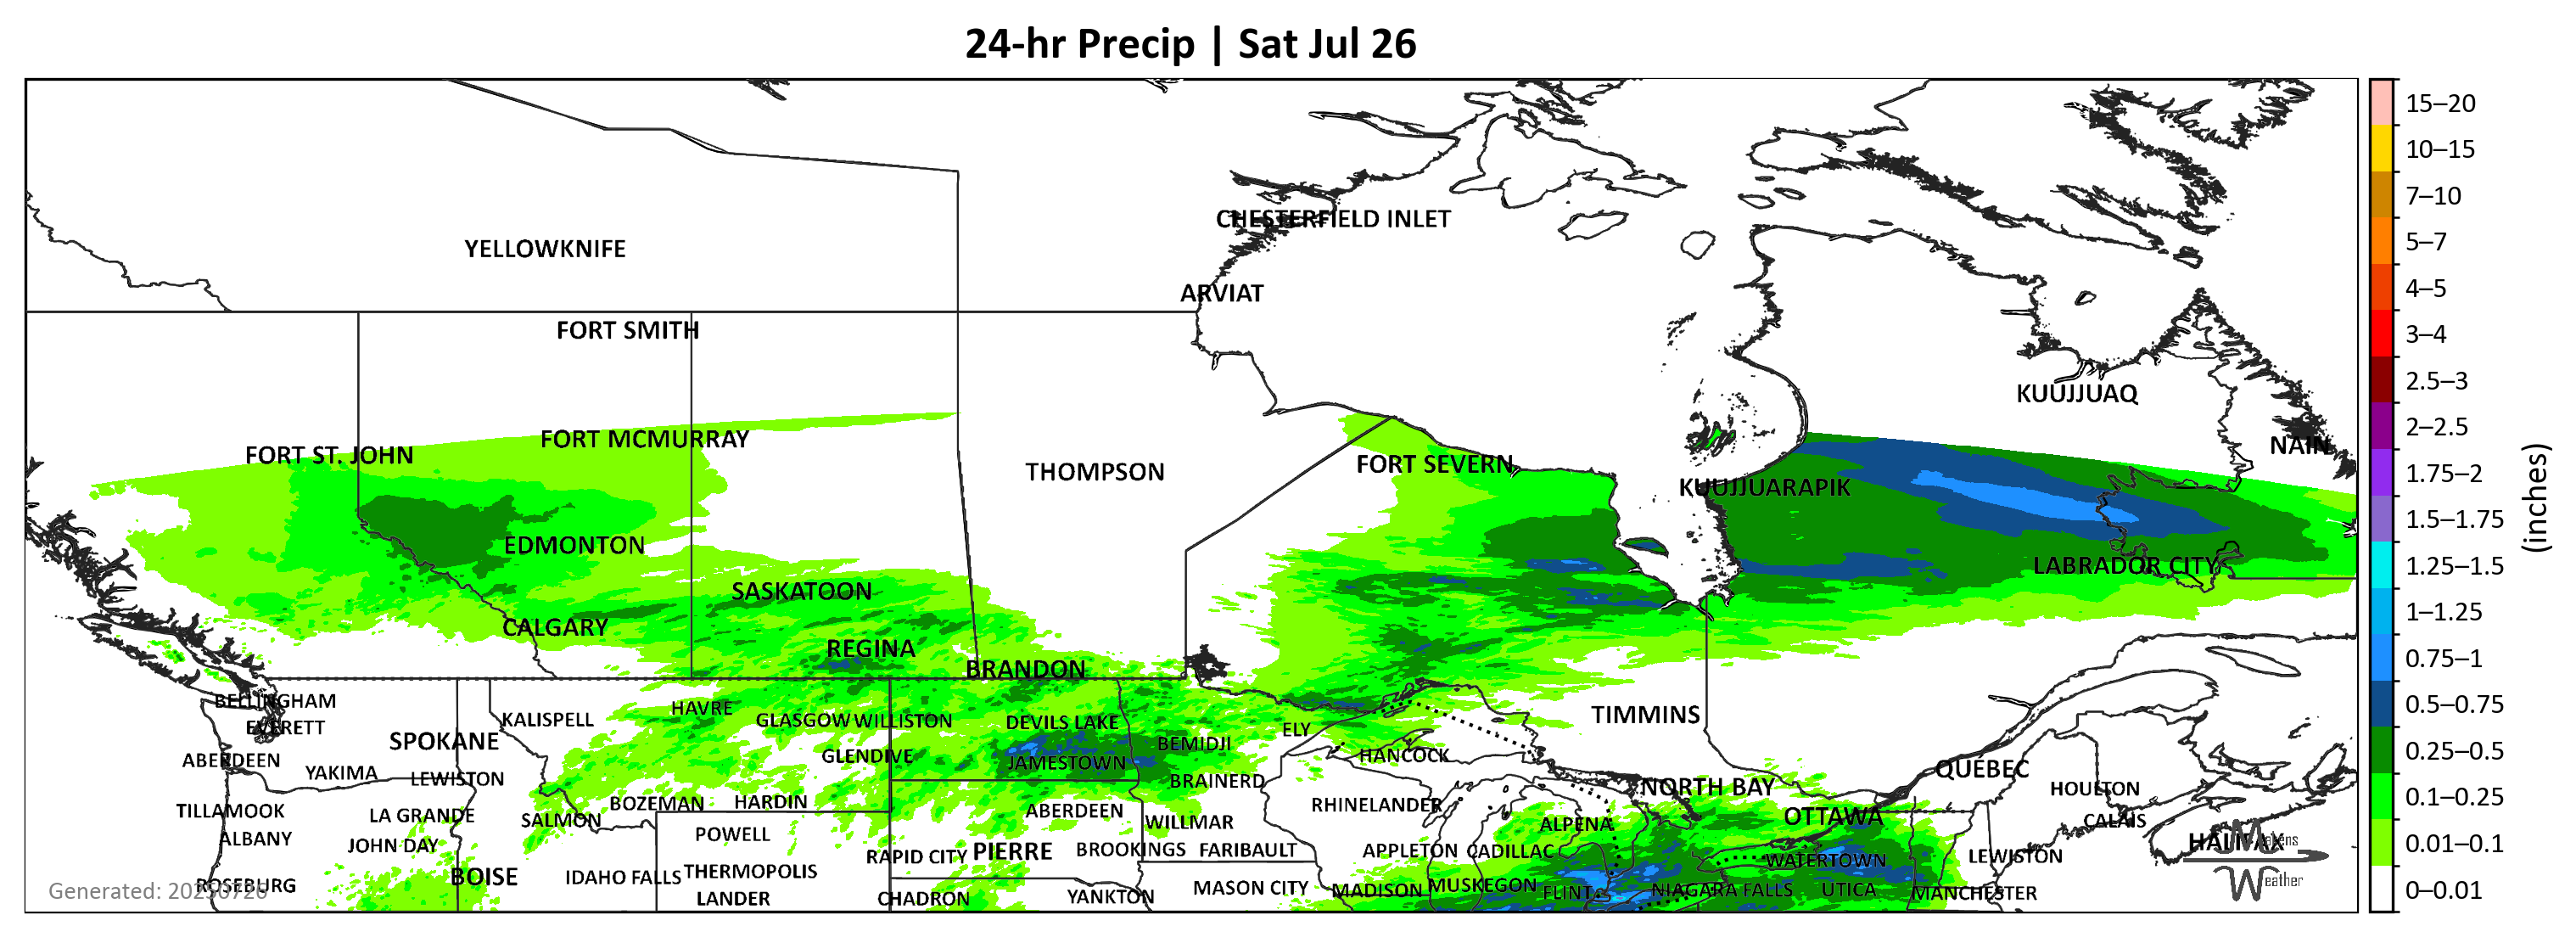 24-hr Precip | Sat Jul 26
CHESTERFIELD INLET
YELLOWKNIFE
ARVIAT
FORT SMITH
KUUJJUAQ
FORT MCMURRAY
NAIN
FORT ST. JOHN
FORT SEVERN
THOMPSON
KUUJJUARAPIK
EDMONTON
LABRADOR CITY
SASKATOON
CALGARY
REGINA
BRANDON
BELLINGHAM
HAVRE
TIMMINS
KALISPELL
GLASGOW WILLISTON
DEVILS LAKE
EVERETT
ELY
SPOKANE
BEMIDJI
ABERDEEN
GLENDIVE
HANCOCK
JAMESTOWN
QUÉBEC
YAKIMA
LEWISTON
BRAINERD
NORTH BAY
HOULTON
BOZEMAN
HARDIN
RHINELANDER
TILLAMOOK
LA GRANDE
SALMON
ABERDEEN
OTTAWA
CALAIS
WILLMAR
ALPENA
ALBANY
POWELL
HALIFAX
Mavens
Weather
JOHN DAY
RAPID CITY
PIERRE
BROOKINGS
FARIBAULT
APPLETON
CADILLAC
WATERTOWN
LEWISTON
BOISE
IDAHO FALLS
THERMOPOLIS
ROSEBURG
MASON CITY
MADISON
MUSKEGON
FLINT
NIAGARA FALLS
UTICA
MANCHESTER
LANDER
CHADRON
YANKTON
Generated: 20250726
15–20
10–15
7–10
5–7
4–5
3–4
2.5–3
2–2.5
1.75–2
1.5–1.75
1.25–1.5
1–1.25
0.75–1
0.5–0.75
0.25–0.5
0.1–0.25
0.01–0.1
0–0.01
(inches)